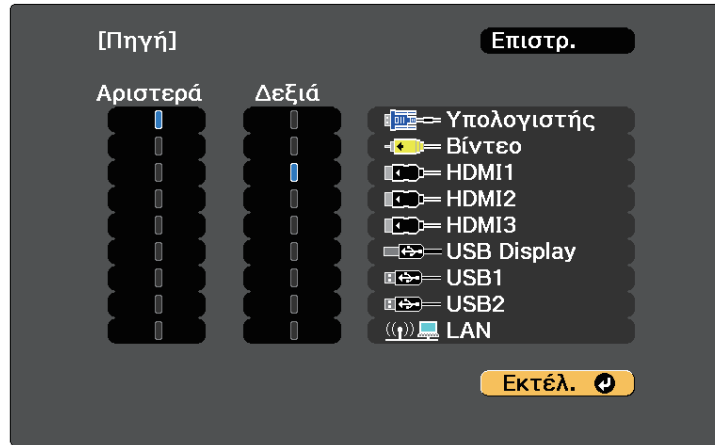 [Πηγή]
Επιστρ.
Αριστερά Δεξιά
Υπολογιστής
Βίντεο
HDMI1
HDMI2
HDMI3
USB Display
USB1
USB2
LAN
Εκτέλ.